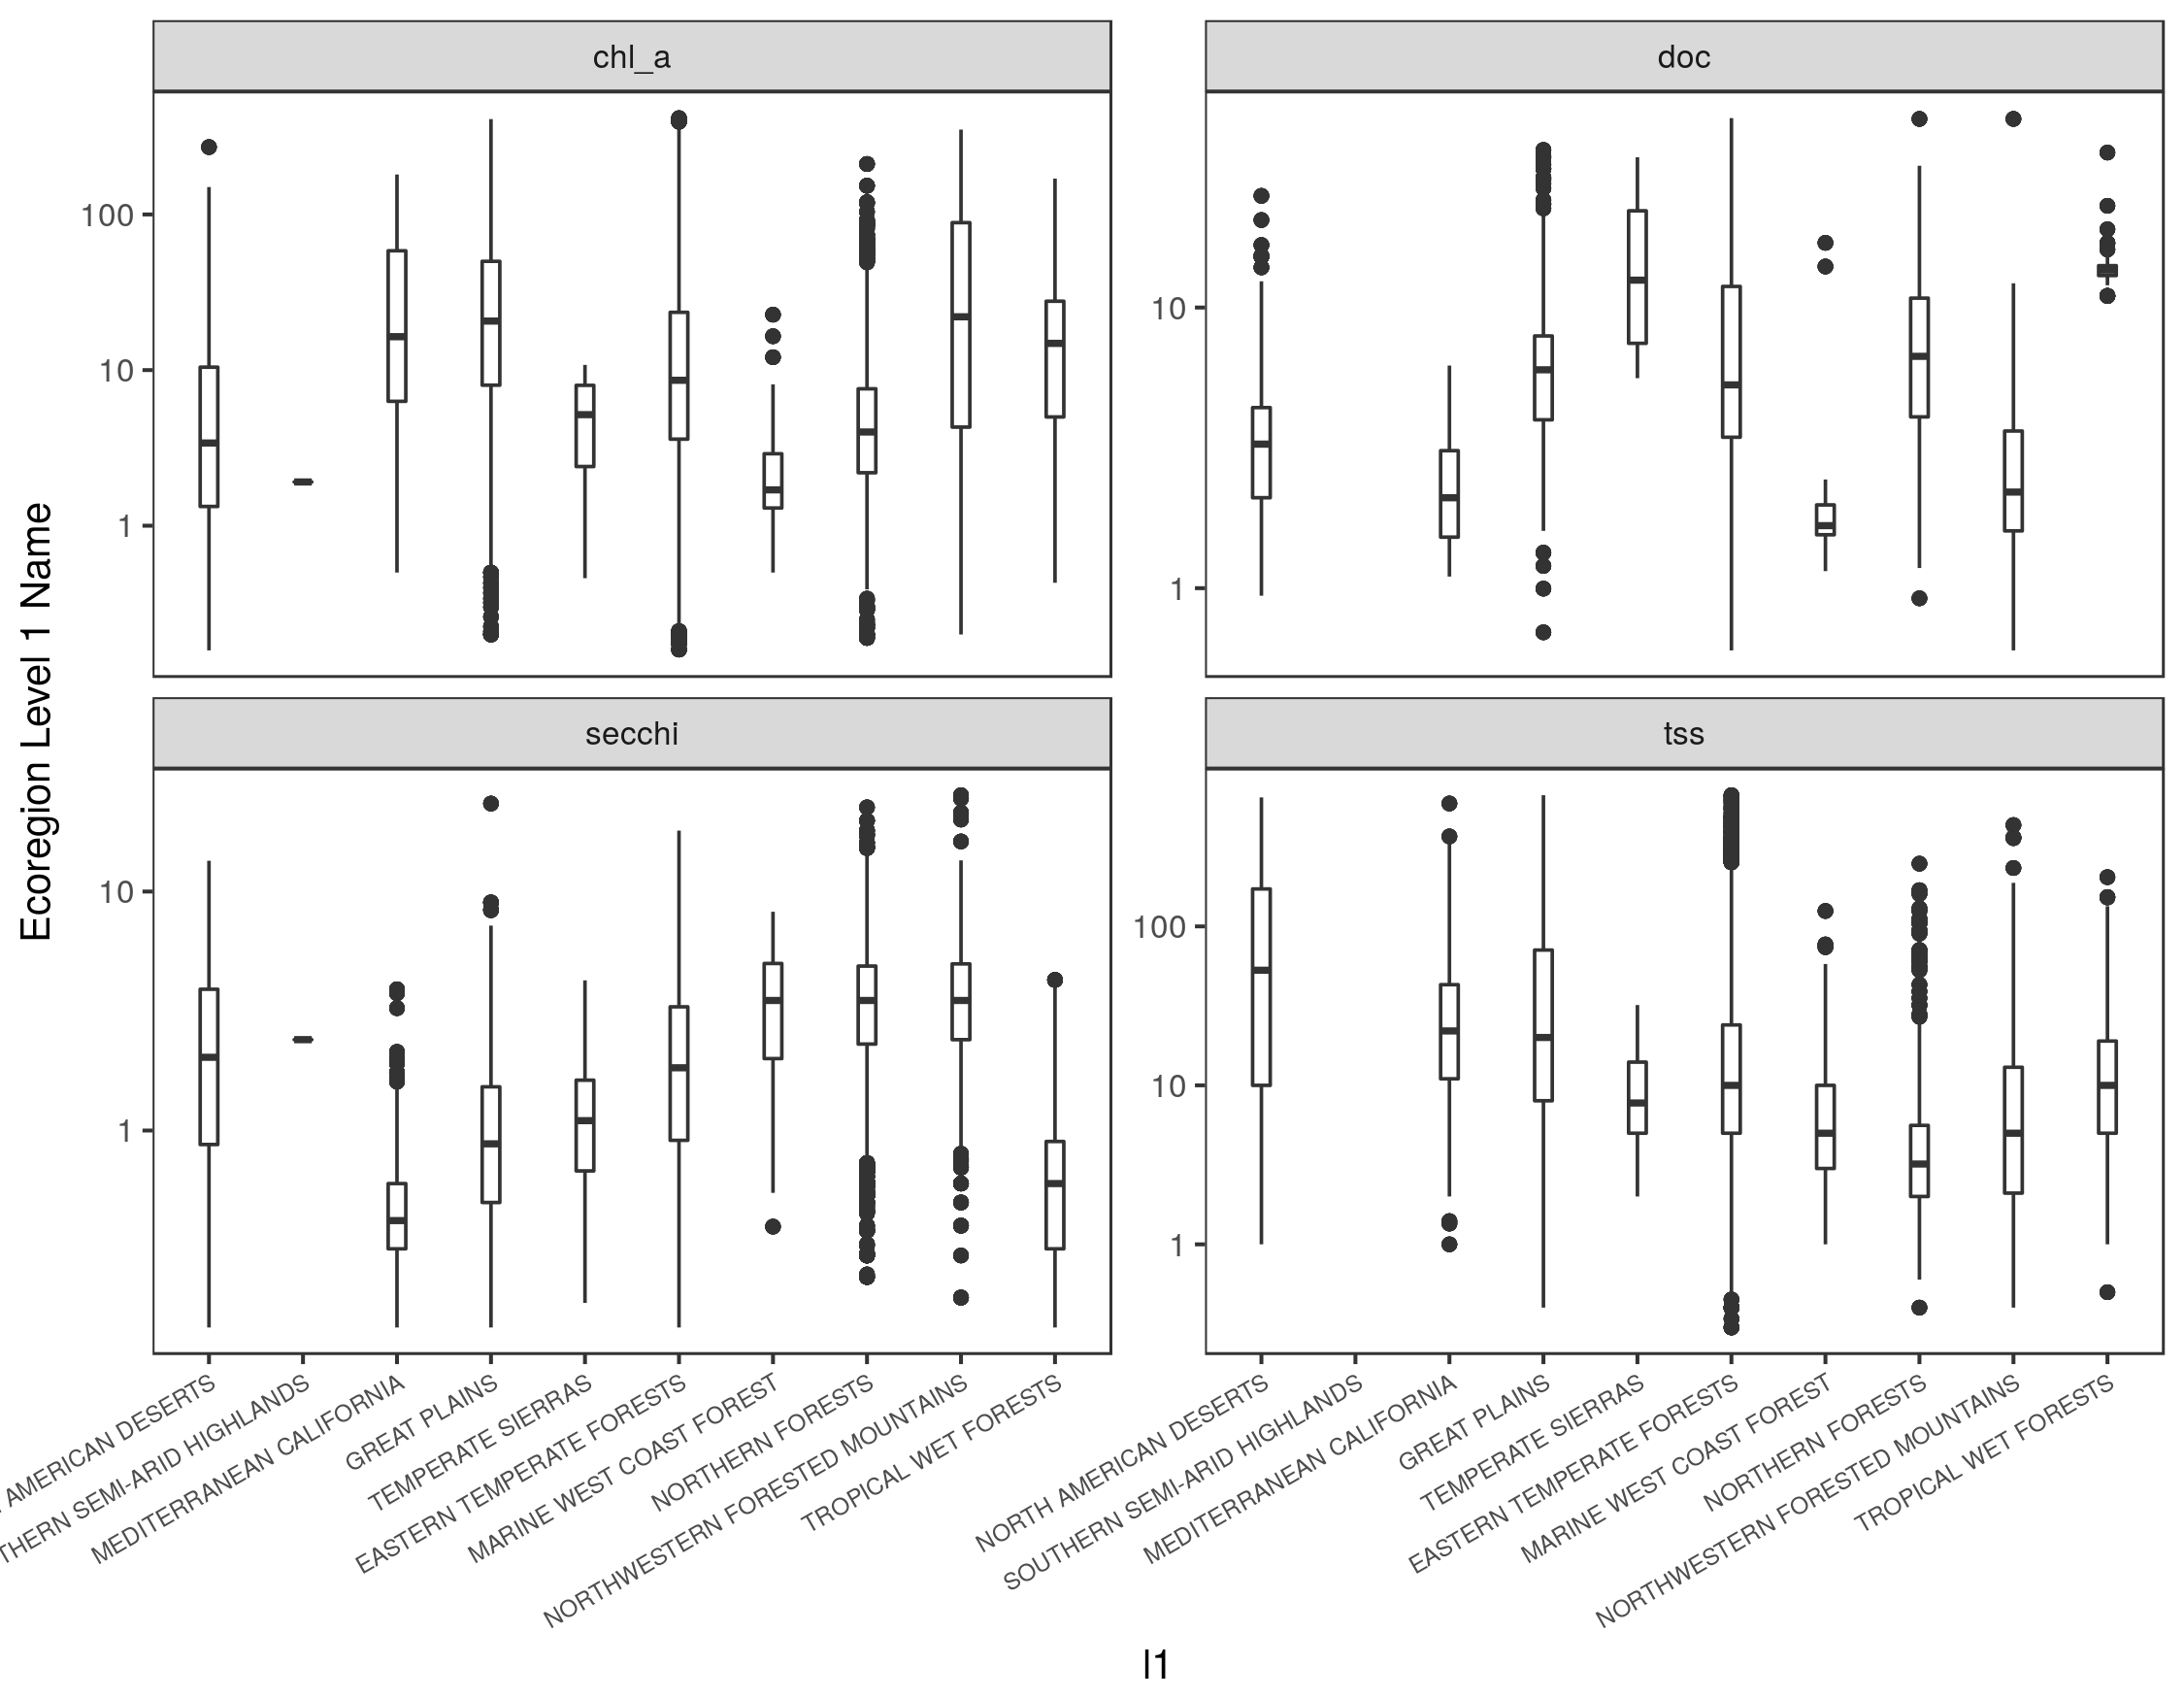 chl_a
doc
100
10
1
10
1
Ecoregion Level 1 Name
secchi
tss
10
1
100
10
1
AMERICAN DESERTS
SEMI-ARID HIGHLANDS
MEDITERRANEAN CALIFORNIA
GREAT PLAINS
TEMPERATE SIERRAS
EASTERN TEMPERATE FORESTS
MARINE WEST COAST FOREST
NORTHERN FORESTS
NORTHWESTERN FORESTED MOUNTAINS
TROPICAL WET FORESTS
NORTH AMERICAN DESERTS
SOUTHERN SEMI-ARID HIGHLANDS
MEDITERRANEAN CALIFORNIA
GREAT PLAINS
TEMPERATE SIERRAS
EASTERN TEMPERATE FORESTS
MARINE WEST COAST FOREST
NORTHERN FORESTS
NORTHWESTERN FORESTED MOUNTAINS
TROPICAL WET FORESTS
l1